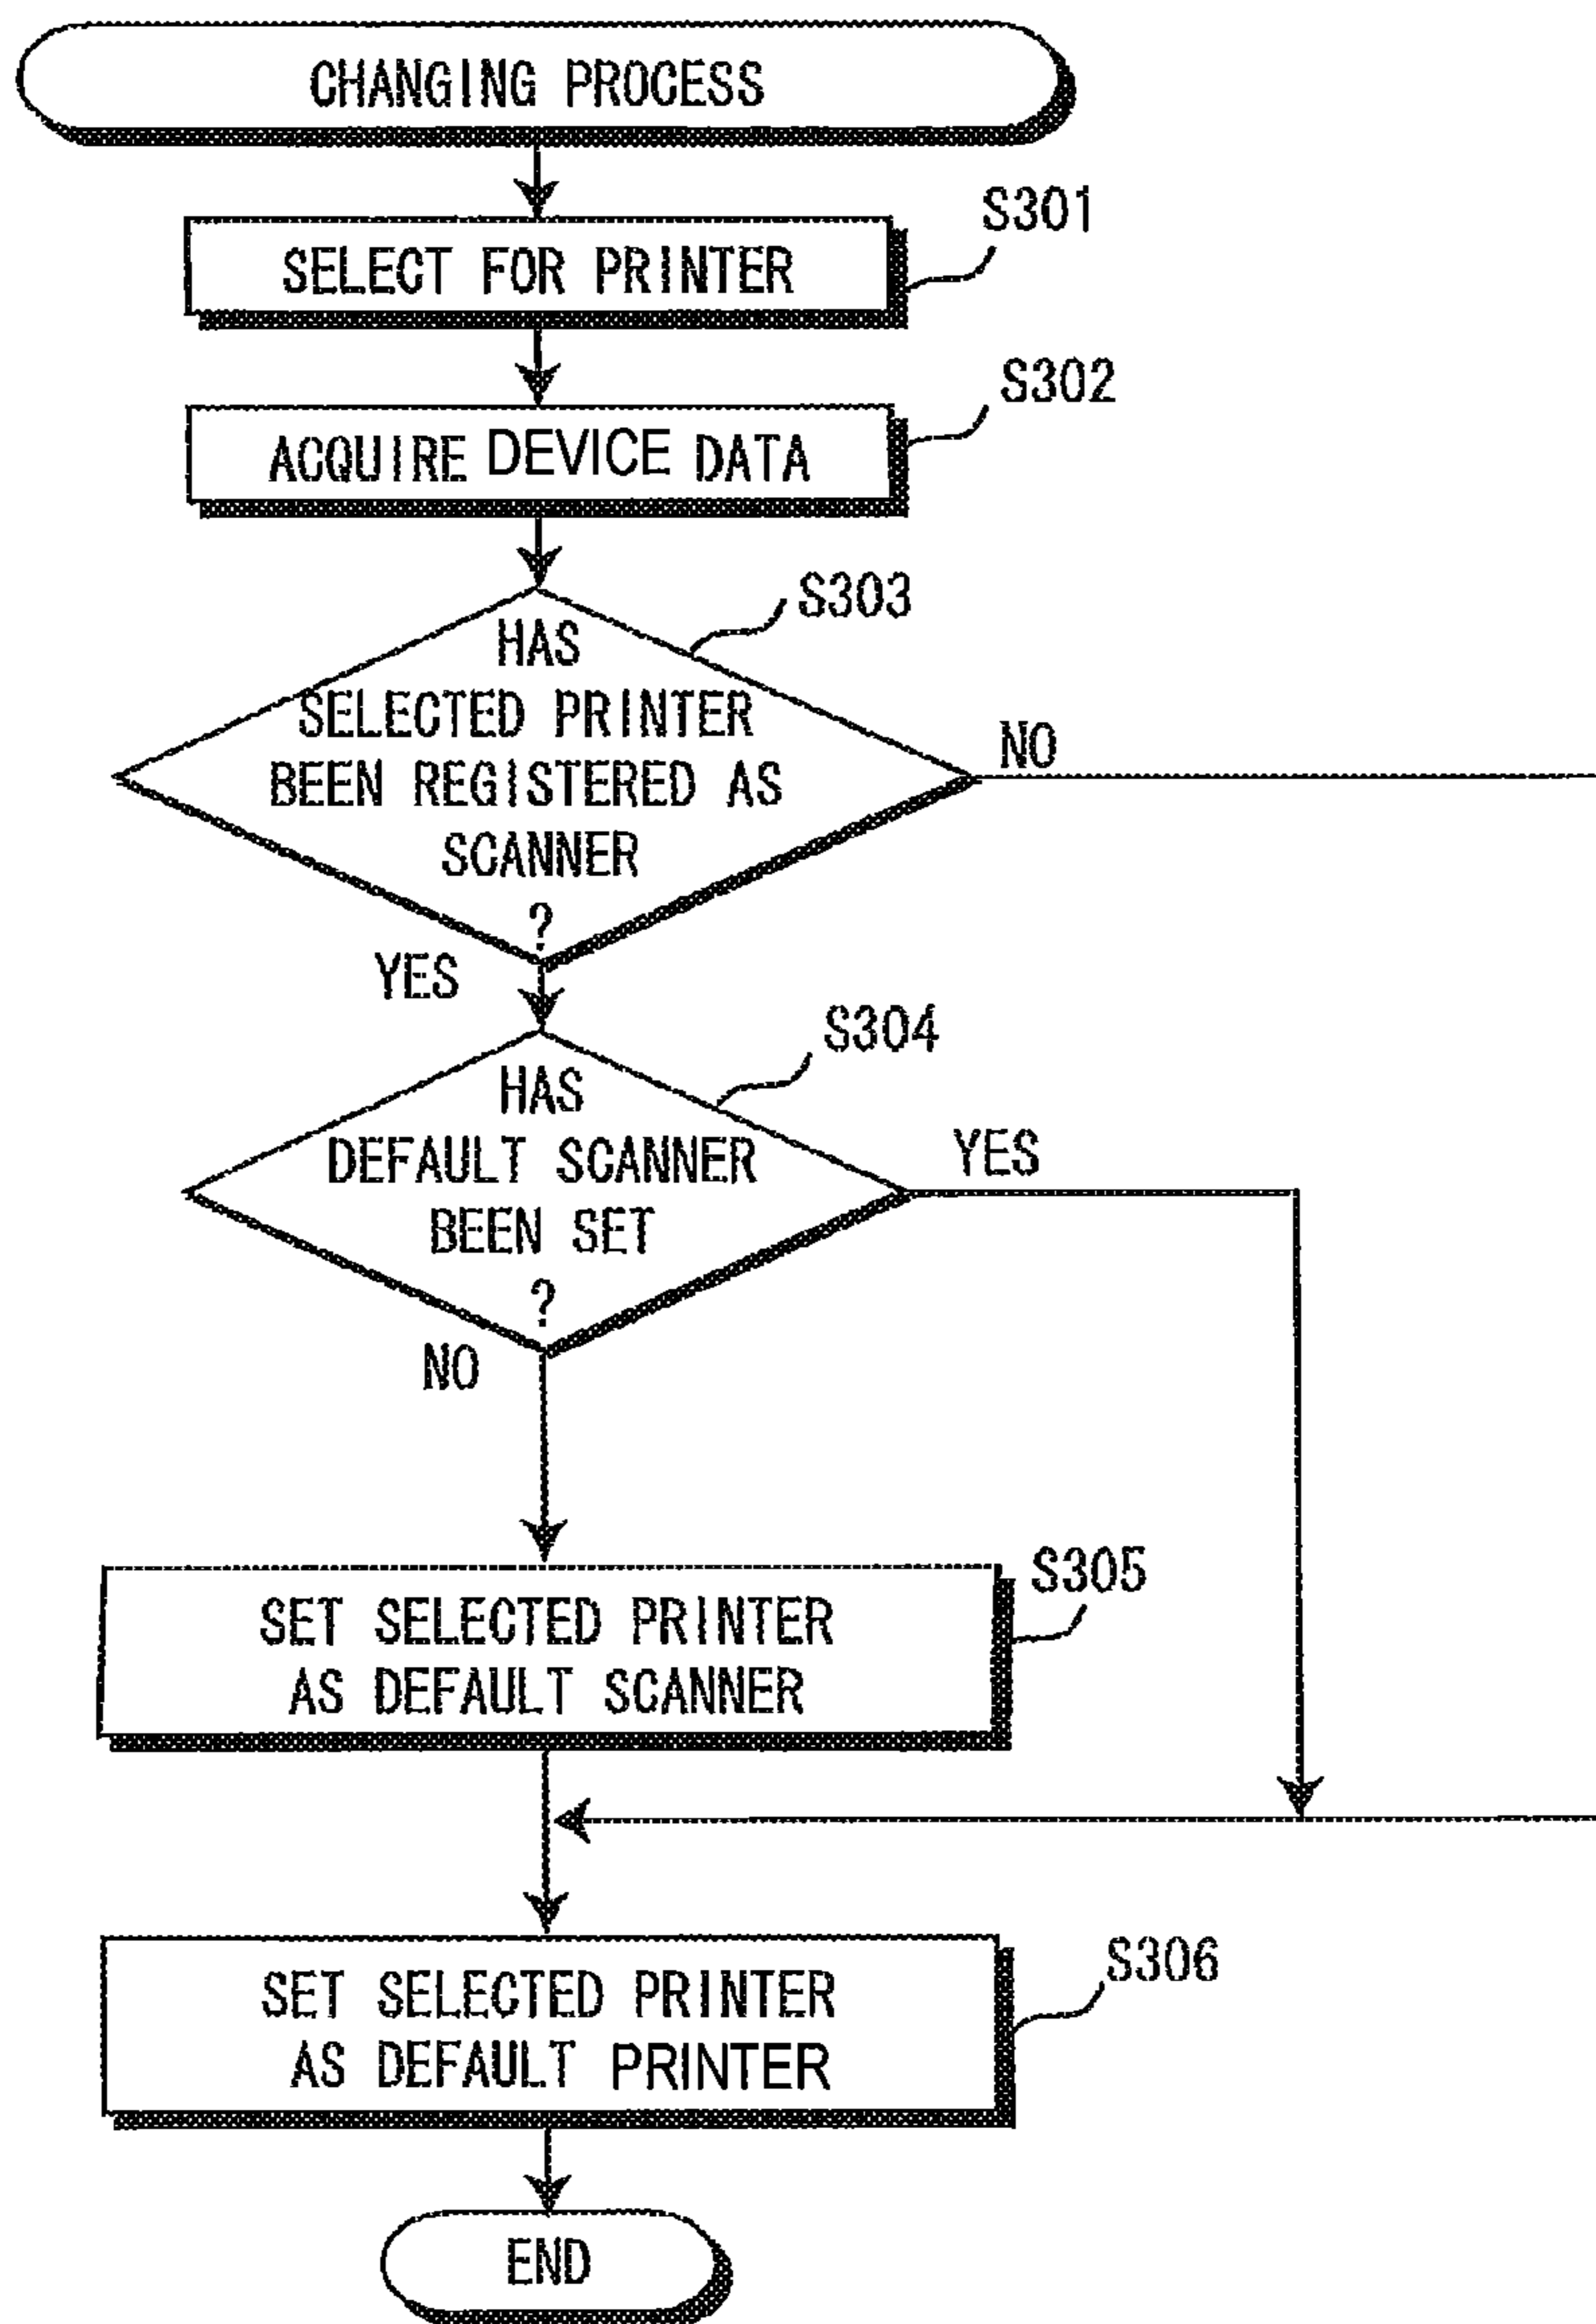 CHANGING PROCESS
S301
SELECT FOR PRINTER
S302
ACQUIRE DEVICE DATA
S303
HAS
SELECTED PRINTER
BEEN REGISTERED AS
SCANNER
?
NO
YES
S304
HAS
DEFAULT SCANNER
BEEN SET
?
YES
NO
S305
SET SELECTED PRINTER
AS DEFAULT SCANNER
S306
SET SELECTED PRINTER
AS DEFAULT PRINTER
END